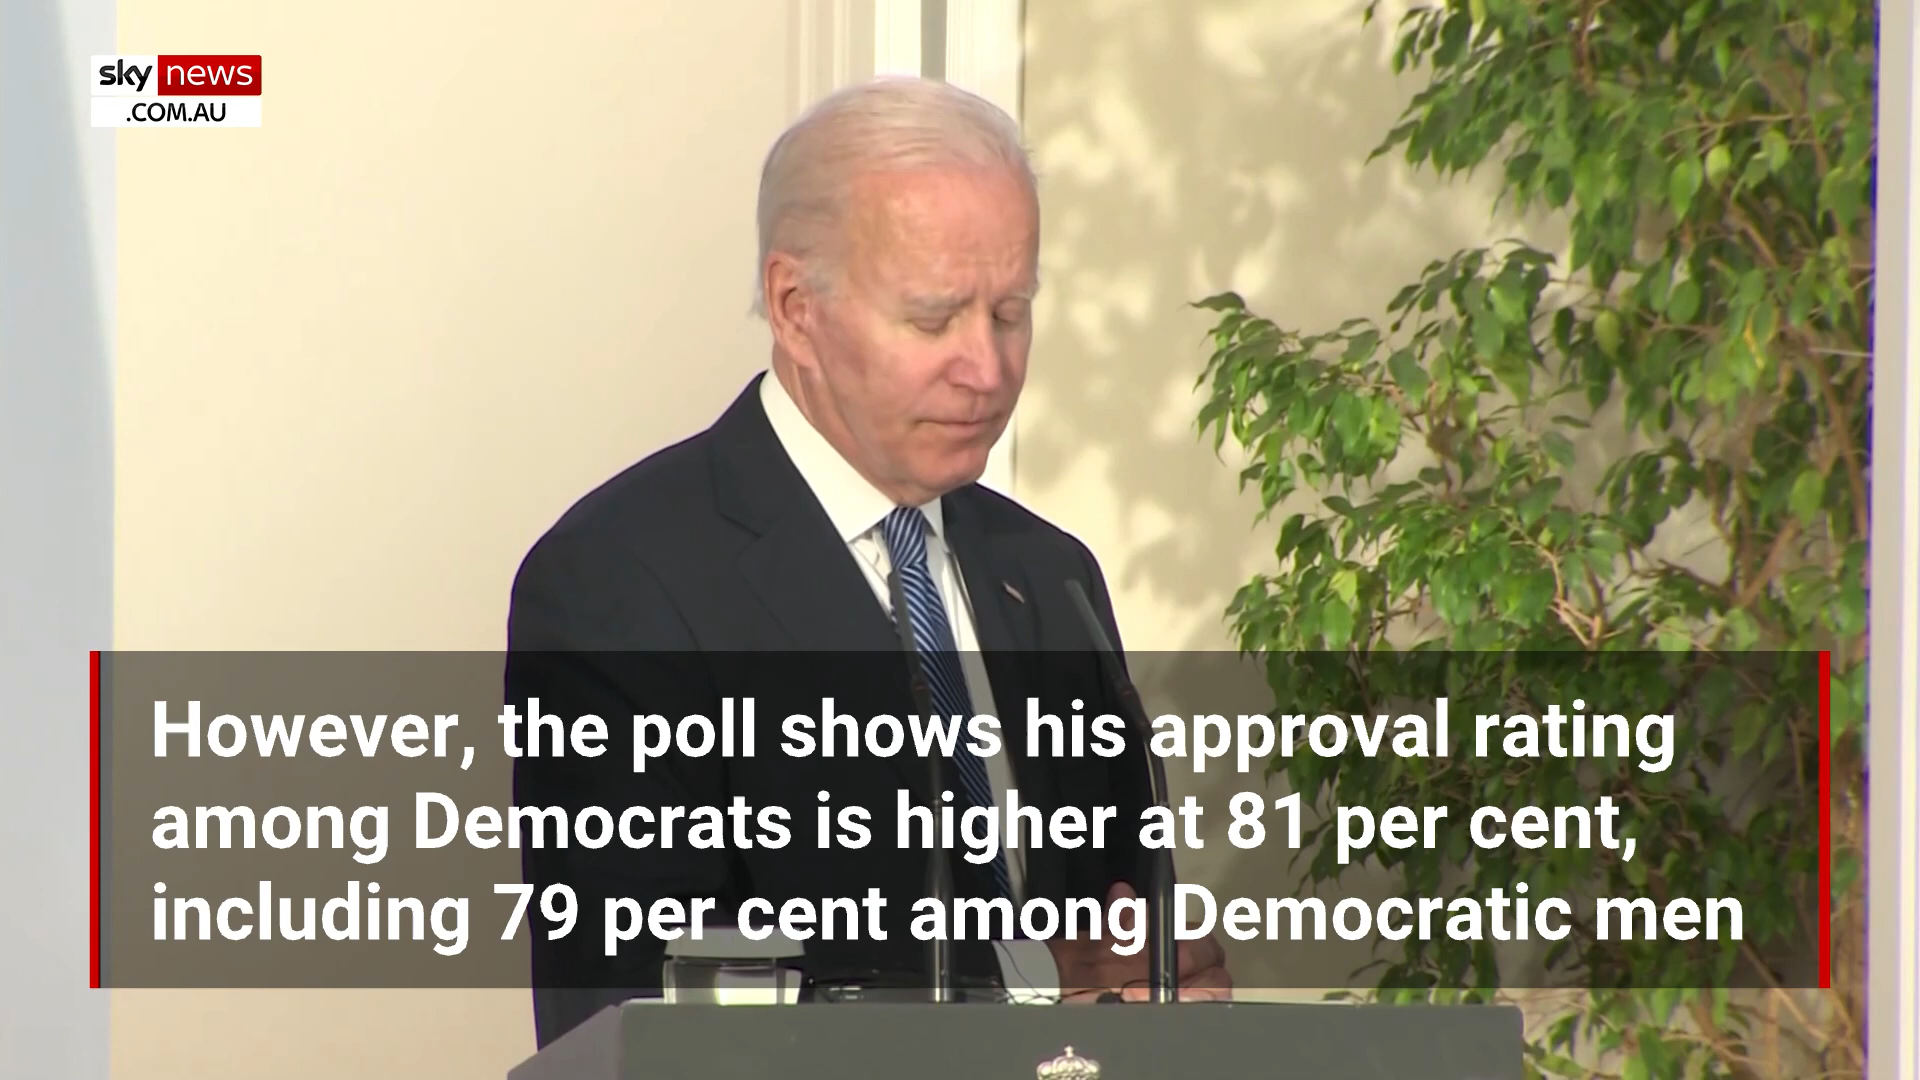 sky news
.COM.AU
However, the poll shows his approval rating
among Democrats is higher at 81 per cent,
including 79 per cent among Democratic men